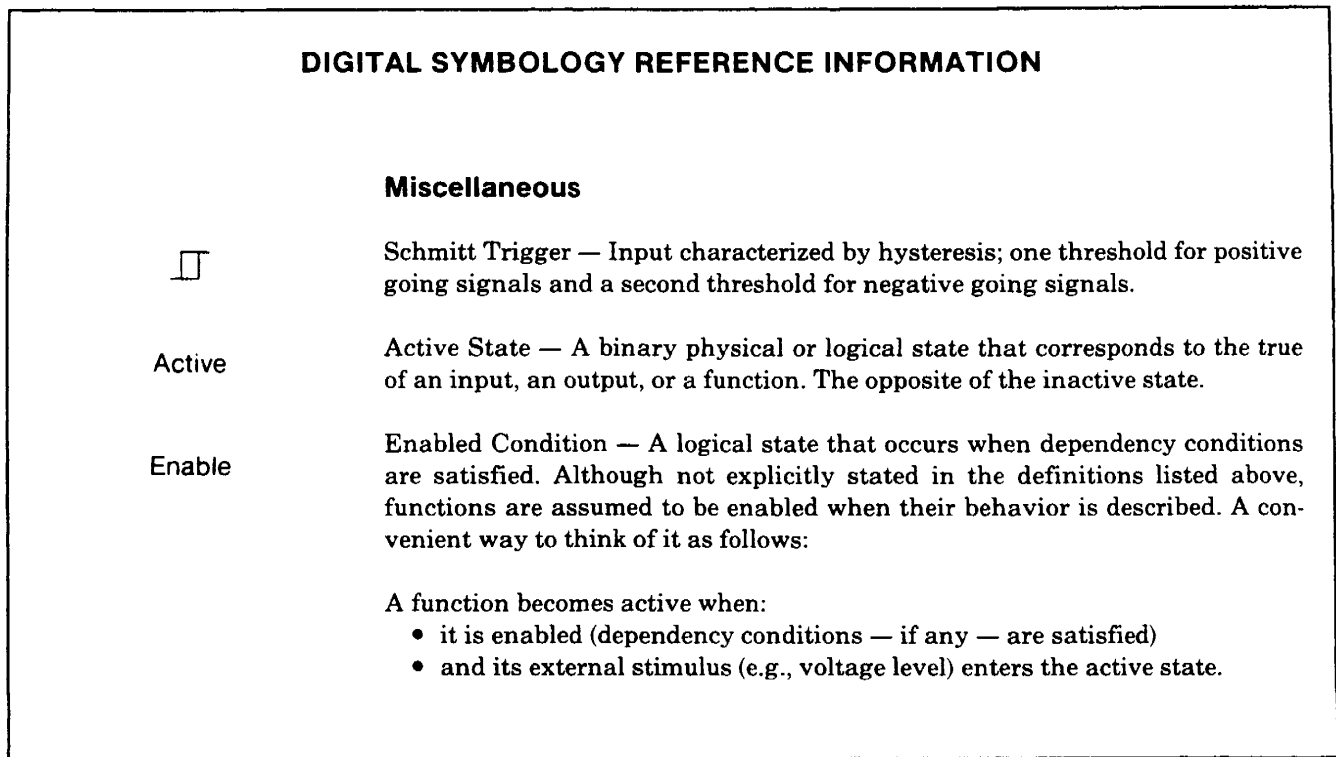 DIGITAL SYMBOLOGY REFERENCE INFORMATION
Miscellaneous
Schmitt Trigger — Input characterized by hysteresis; one threshold for positive
going signals and a second threshold for negative going signals.
Active
Active State — A binary physical or logical state that corresponds to the true
of an input, an output, or a function. The opposite of the inactive state.
Enable
Enabled Condition — A logical state that occurs when dependency conditions
are satisfied. Although not explicitly stated in the definitions listed above,
functions are assumed to be enabled when their behavior is described. A con-
venient way to think of it as follows:
A function becomes active when:
• it is enabled (dependency conditions — if any — are satisfied)
• and its external stimulus (e.g., voltage level) enters the active state.